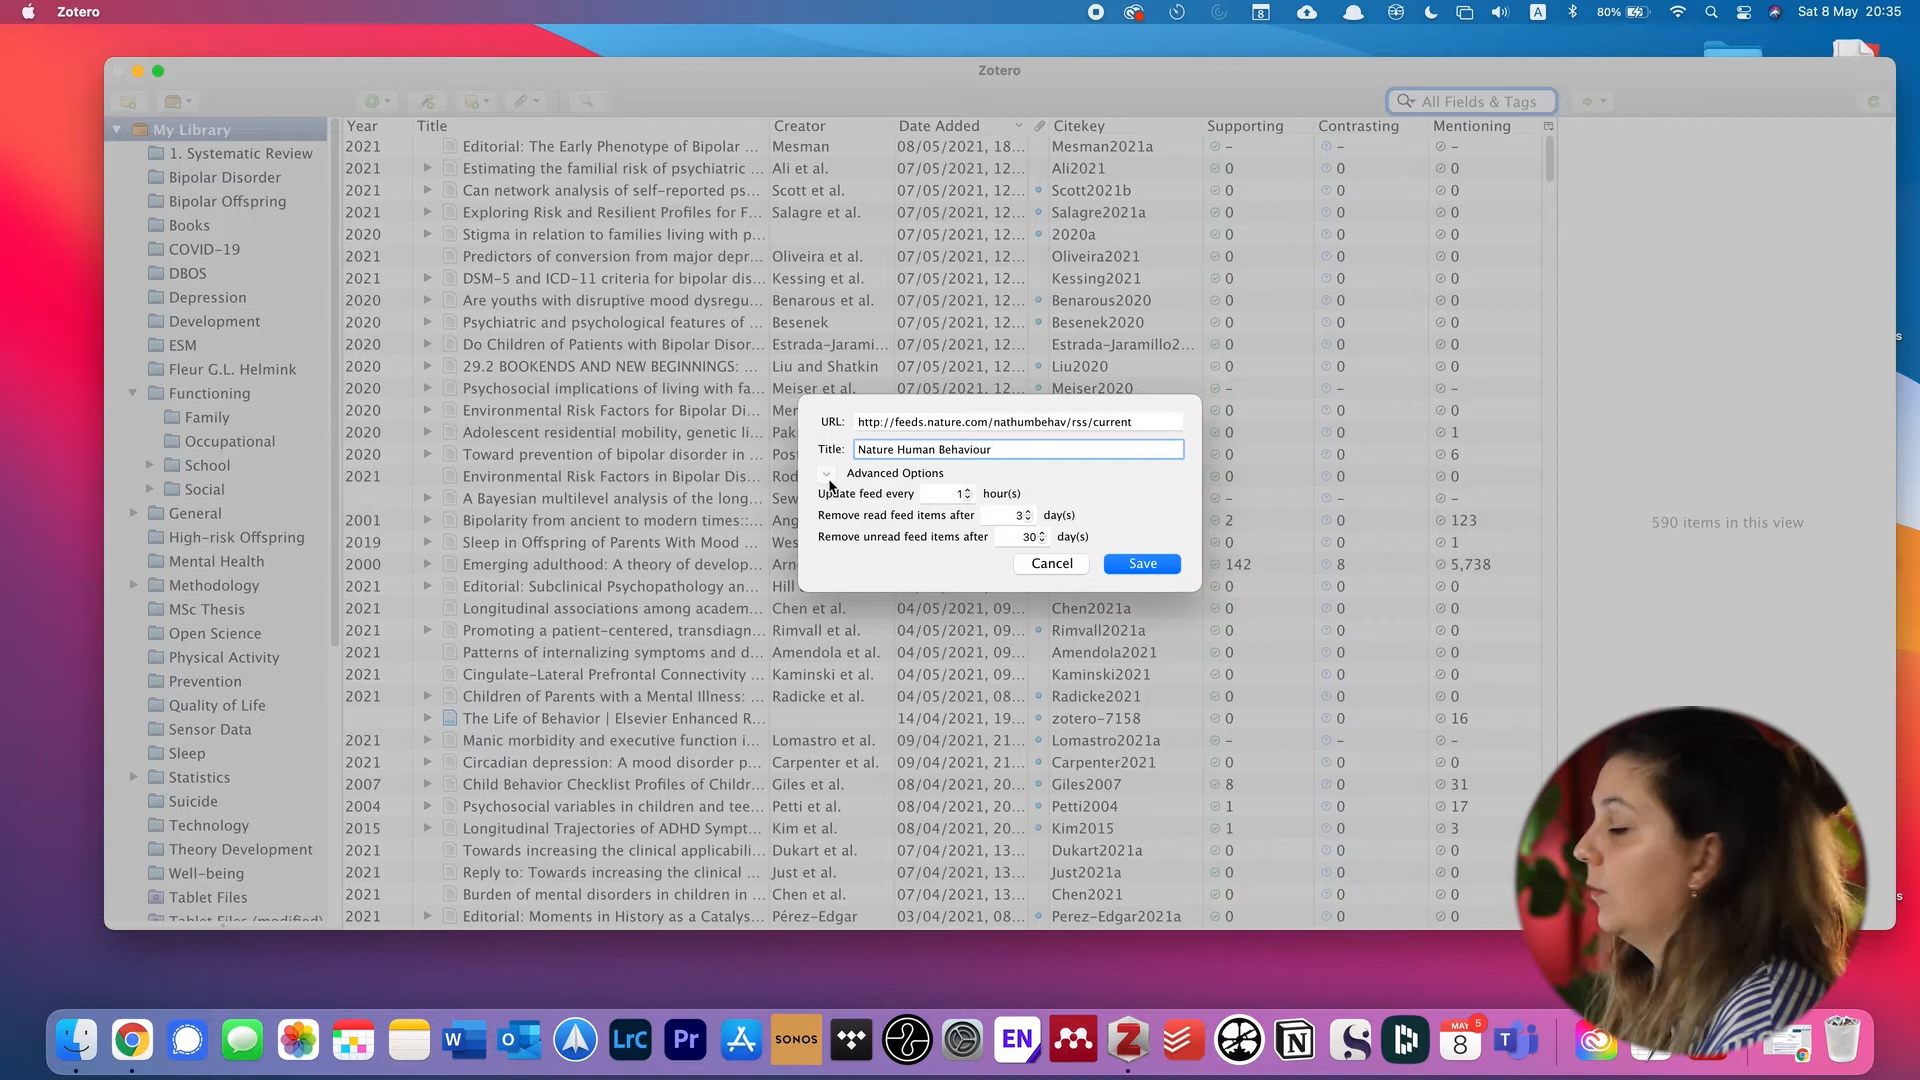 Zotero
8
A
80%
Sat 8 May 20:35
Zotero
All Fields & Tags
My Library
1. Systematic Review
Bipolar Disorder
Bipolar Offspring
Books
COVID-19
DBOS
Depression
Development
ESM
Fleur G.L. Helmink
Functioning
Family
Occupational
School
Social
General
High-risk Offspring
Mental Health
Methodology
MSc Thesis
Open Science
Physical Activity
Prevention
Quality of Life
Sensor Data
Sleep
Statistics
Suicide
Technology
Theory Development
Well-being
Tablet Files
Tablet Files (modified)
Year Title Creator Date Added Citekey Supporting Contrasting Mentioning
2021 Editorial: The Early Phenotype of Bipolar ... Mesman 08/05/2021, 18... Mesman2021a - - -
2021 Estimating the familial risk of psychiatric ... Ali et al. 07/05/2021, 12... Ali2021 0 0 0
2021 Can network analysis of self-reported ps... Scott et al. 07/05/2021, 12... Scott2021b 0 0 0
2021 Exploring Risk and Resilient Profiles for F... Salagre et al. 07/05/2021, 12... Salagre2021a 0 0 0
2020 Stigma in relation to families living with p... 07/05/2021, 12... 2020a 0 0 0
2021 Predictors of conversion from major depr... Oliveira et al. 07/05/2021, 12... Oliveira2021 0 0 0
2021 DSM-5 and ICD-11 criteria for bipolar dis... Kessing et al. 07/05/2021, 12... Kessing2021 0 0 0
2020 Are youths with disruptive mood dysregu... Benarous et al. 07/05/2021, 12... Benarous2020 0 0 0
2020 Psychiatric and psychological features of ... Besenek 07/05/2021, 12... Besenek2020 0 0 0
2020 Do Children of Patients with Bipolar Disor... Estrada-Jarami... 07/05/2021, 12... Estrada-Jaramillo2... 0 0 0
2020 29.2 BOOKENDS AND NEW BEGINNINGS: ... Liu and Shatkin 07/05/2021, 12... Liu2020 0 0 0
2020 Psychosocial implications of living with fa... Meiser et al. 07/05/2021, 12... Meiser2020 - - -
2020 Environmental Risk Factors for Bipolar Di... Mer 0 0 0
2020 Adolescent residential mobility, genetic li... Pak 0 0 1
2020 Toward prevention of bipolar disorder in ... Post 0 0 6
2021 Environmental Risk Factors in Bipolar Dis... Rod 0 0 0
A Bayesian multilevel analysis of the long... Sew - - -
2001 Bipolarity from ancient to modern times:... Ang 2 0 123
2019 Sleep in Offspring of Parents With Mood ... Wes 0 0 1
2000 Emerging adulthood: A theory of develop... Arn 142 8 5,738
2021 Editorial: Subclinical Psychopathology an... Hill 0 0 0
2021 Longitudinal associations among academ... Chen et al. 04/05/2021, 09... Chen2021a 0 0 0
2021 Promoting a patient-centered, transdiagn... Rimvall et al. 04/05/2021, 09... Rimvall2021a 0 0 0
2021 Patterns of internalizing symptoms and d... Amendola et al. 04/05/2021, 09... Amendola2021 0 0 0
2021 Cingulate-Lateral Prefrontal Connectivity ... Kaminski et al. 04/05/2021, 09... Kaminski2021 0 0 0
2021 Children of Parents with a Mental Illness: ... Radicke et al. 04/05/2021, 08... Radicke2021 0 0 0
The Life of Behavior | Elsevier Enhanced R... 14/04/2021, 19... zotero-7158 0 0 16
2021 Manic morbidity and executive function i... Lomastro et al. 09/04/2021, 21... Lomastro2021a - - -
2021 Circadian depression: A mood disorder p... Carpenter et al. 09/04/2021, 21... Carpenter2021 0 0 0
2007 Child Behavior Checklist Profiles of Childr... Giles et al. 08/04/2021, 20... Giles2007 8 0 31
2004 Psychosocial variables in children and tee... Petti et al. 08/04/2021, 20... Petti2004 1 0 17
2015 Longitudinal Trajectories of ADHD Sympt... Kim et al. 08/04/2021, 20... Kim2015 1 0 3
2021 Towards increasing the clinical applicabili... Dukart et al. 07/04/2021, 13... Dukart2021a 0 0 0
2021 Reply to: Towards increasing the clinical ... Just et al. 07/04/2021, 13... Just2021a 0 0 0
2021 Burden of mental disorders in children in ... Chen et al. 07/04/2021, 13... Chen2021 0 0 0
2021 Editorial: Moments in History as a Catalys... Pérez-Edgar 03/04/2021, 08... Perez-Edgar2021a 0 0 0
590 items in this view
URL: http://feeds.nature.com/nathumbehav/rss/current
Title: Nature Human Behaviour
Advanced Options
Update feed every 1 hour(s)
Remove read feed items after 3 day(s)
Remove unread feed items after 30 day(s)
Cancel Save
LrC Pr SONOS EN Z N S MAY 8 5 T